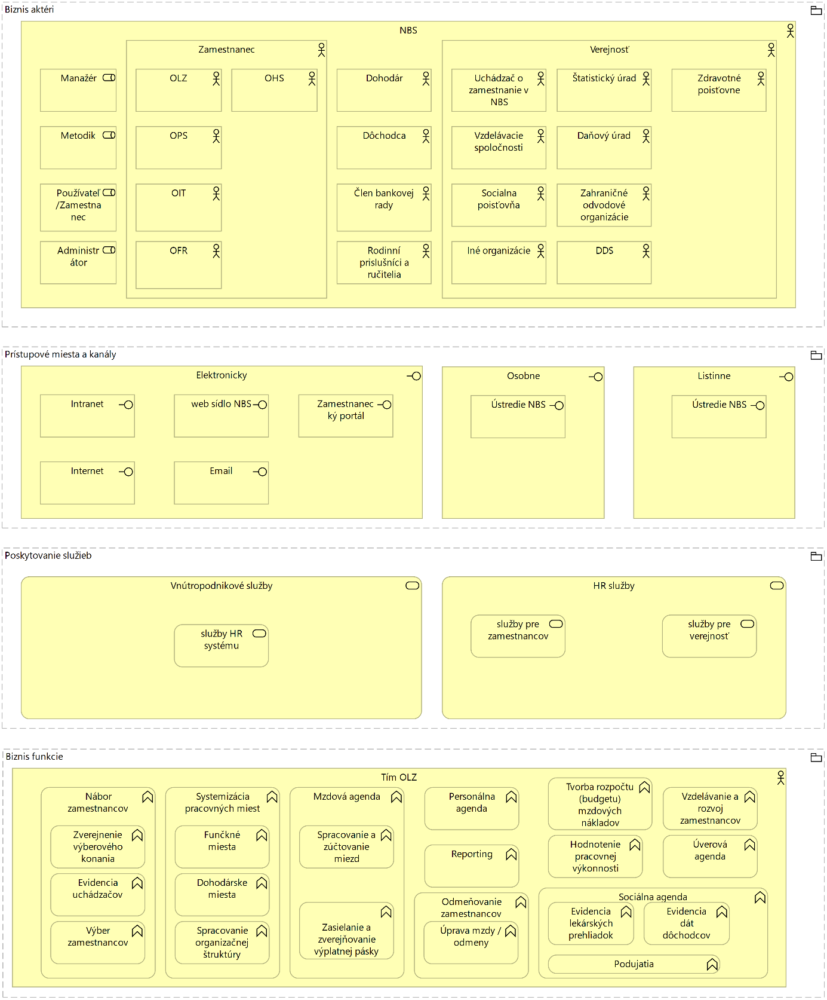 Biznis aktéri
NBS
Zamestnanec
Verejnosť
Manažér
OLZ
OHS
Dohodár
Uchádzač o
zamestnanie v
NBS
Štatistický úrad
Zdravotné
poisťovne
Metodik
OPS
Dôchodca
Vzdelávacie
spoločnosti
Daňový úrad
Používateľ
/Zamestna
nec
OIT
Člen bankovej
rady
Socialna
poisťovňa
Zahraničné
odvodové
organizácie
Administr
átor
OFR
Rodinní
prislušníci a
ručitelia
Iné organizácie
DDS
Prístupové miesta a kanály
Elektronicky
Osobne
Listinne
Intranet
web sídlo NBS
Zamestnanec
ký portál
Ústredie NBS
Ústredie NBS
Internet
Email
Poskytovanie služieb
Vnútropodnikové služby
HR služby
služby HR
systému
služby pre
zamestnancov
služby pre
verejnosť
Biznis funkcie
Tím OLZ
Nábor
zamestnancov
Zverejnenie
výberového
konania
Evidencia
uchádzačov
Výber
zamestnancov
Systemizácia
pracovných miest
Funčkné
miesta
Dohodárske
miesta
Spracovanie
organizačnej
štruktúry
Mzdová agenda
Spracovanie a
zúčtovanie
miezd
Zasielanie a
zverejňovanie
výplatnej pásky
Personálna
agenda
Reporting
Odmeňovanie
zamestnancov
Úprava mzdy /
odmeny
Tvorba rozpočtu
(budgetu)
mzdových
nákladov
Vzdelávanie a
rozvoj
zamestnancov
Hodnotenie
pracovnej
výkonnosti
Úverová
agenda
Sociálna agenda
Evidencia
lekárských
prehliadok
Evidencia
dát
dôchodcov
Podujatia